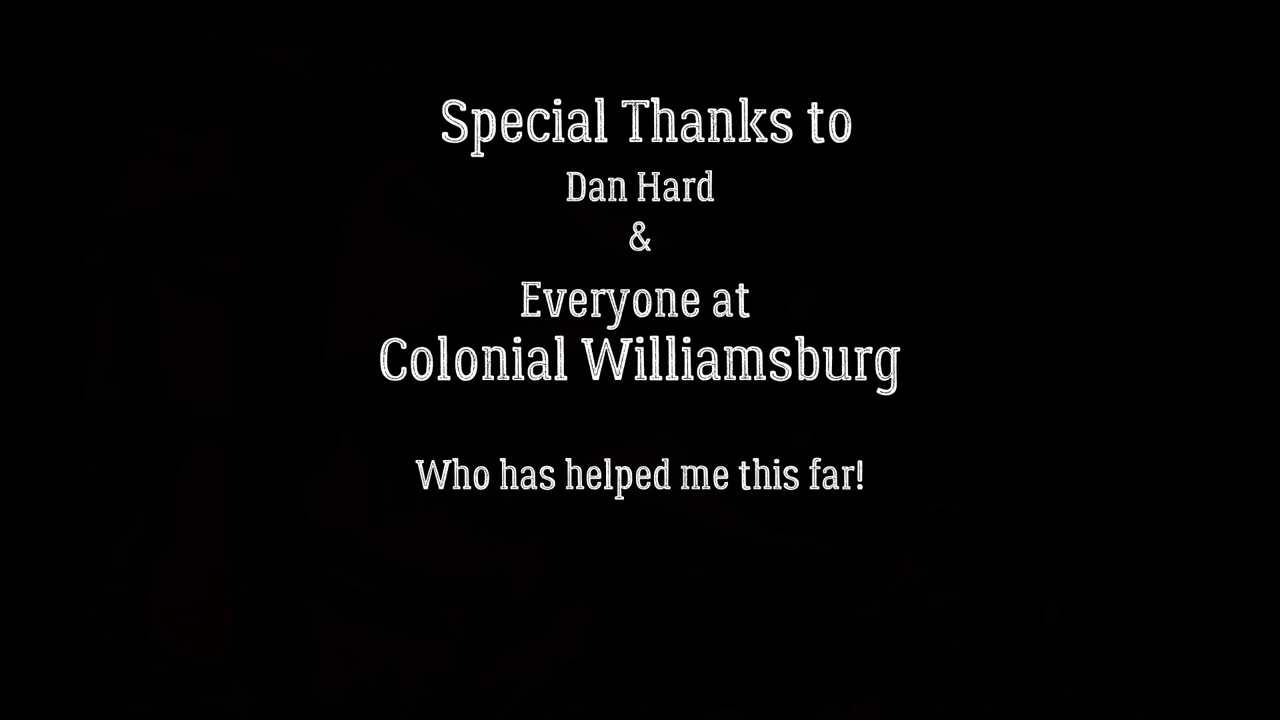 Special Thanks to
Dan Hard
&
Everyone at
Colonial Williamsburg
Who has helped me this far!